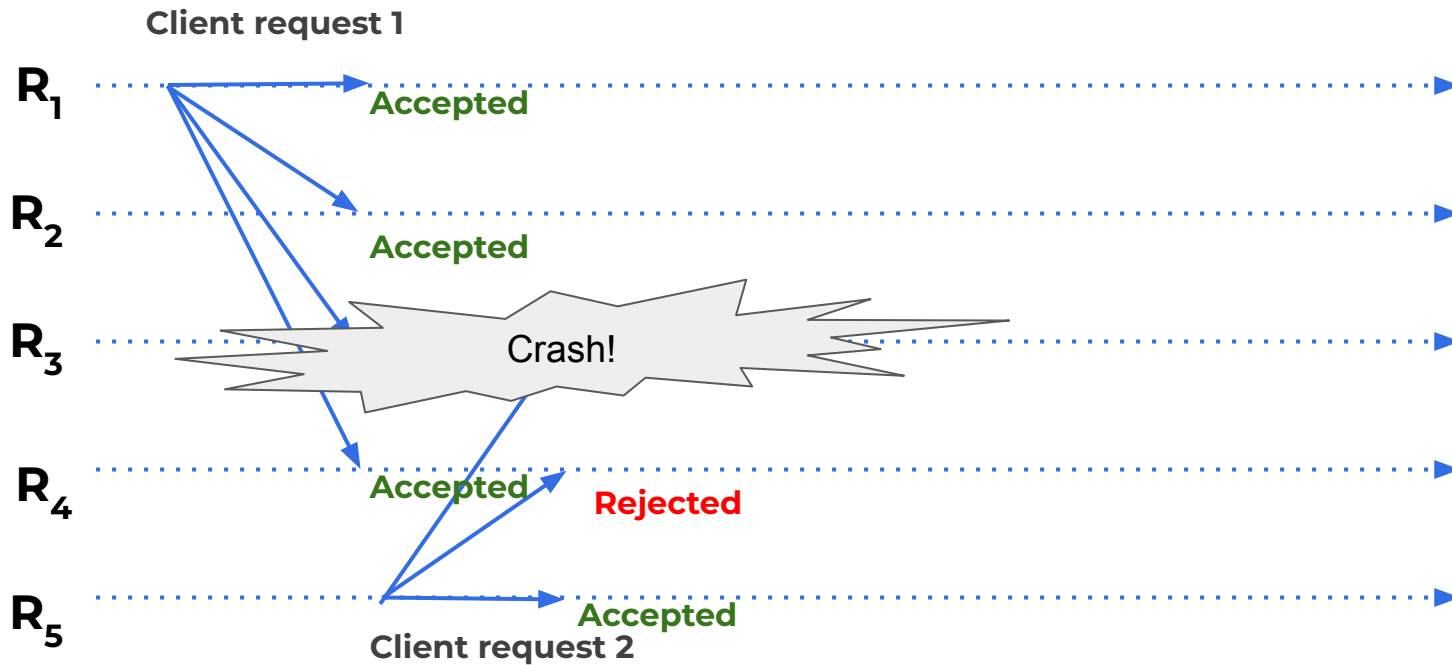 Client request 1
R1
Accepted
R2
Accepted
R3
Crash!
R4
Accepted
Rejected
R5
Accepted
Client request 2